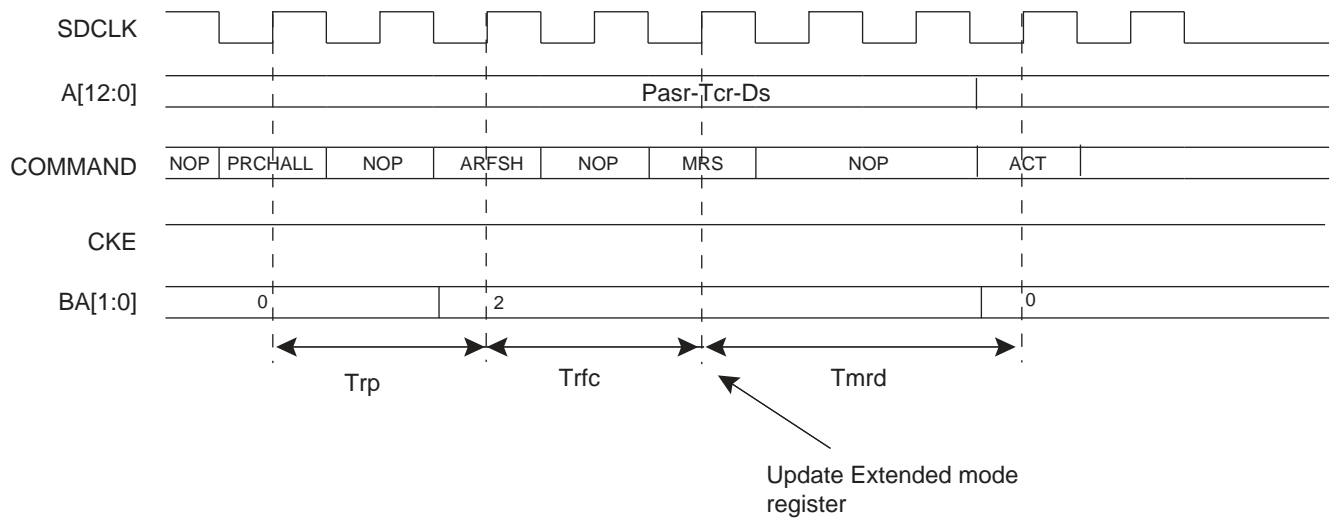 SDCLK
A[12:0] Pasr-Tcr-Ds
COMMAND NOP PRCHALL NOP ARFSH NOP MRS NOP ACT
CKE
BA[1:0] 0 2 0
Trp Trfc Tmrd
Update Extended mode
register